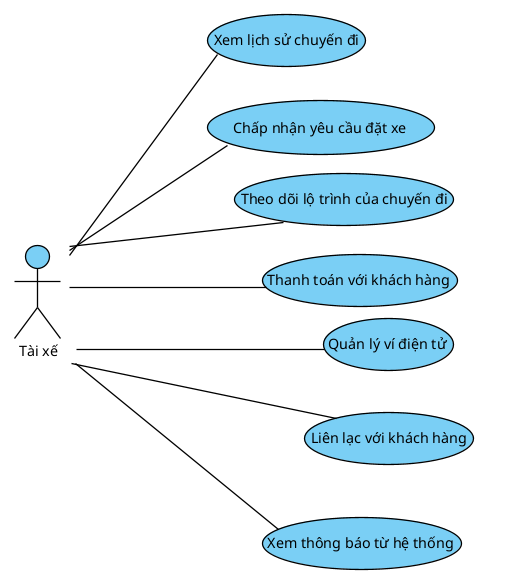 Xem lịch sử chuyến đi
Chấp nhận yêu cầu đặt xe
Theo dõi lộ trình của chuyến đi
Thanh toán với khách hàng
Quản lý ví điện tử
Tài xế
Liên lạc với khách hàng
Xem thông báo từ hệ thống